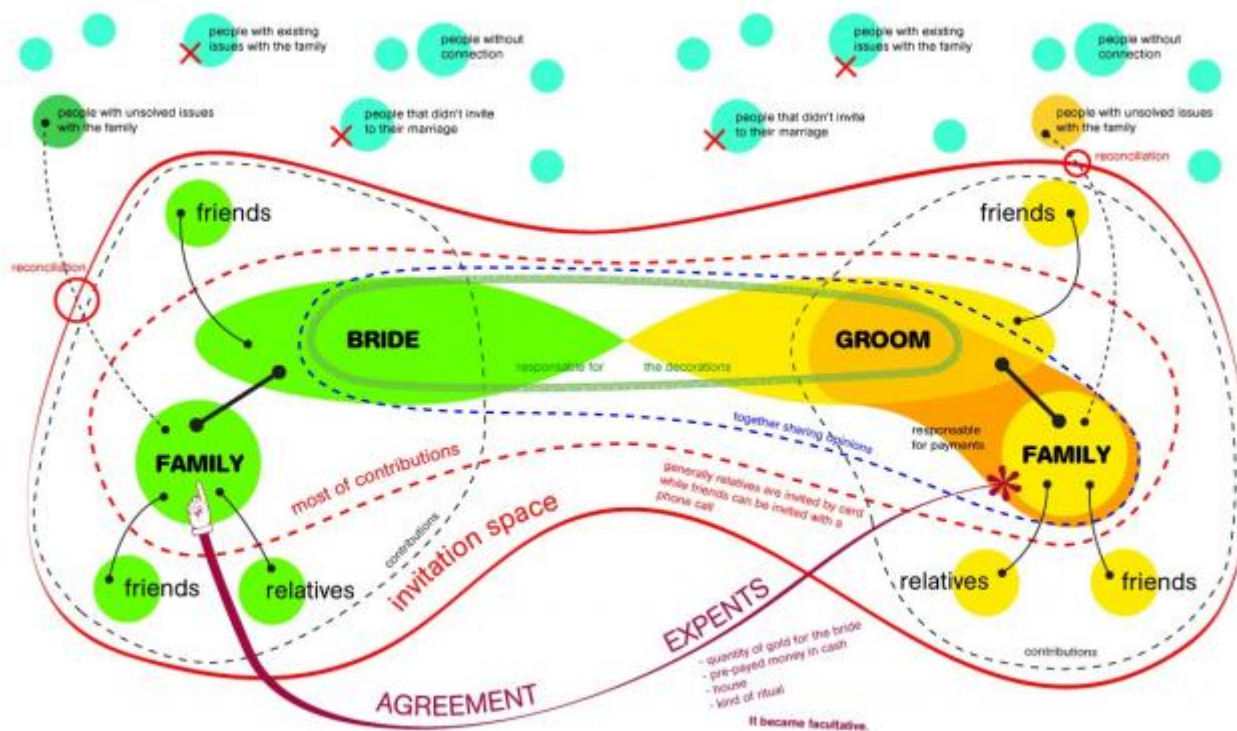 people with existing
issues with the family
people without
connection
people with existing
issues with the family
people without
connection
people with unsolved issues
with the family
people that didn't invite
to their marriage
people that didn't invite
to their marriage
people with unsolved issues
with the family
reconciliation
friends
friends
reconciliation
BRIDE
GROOM
responsable for
the decorations
together sharing opinions
responsable
for payments
FAMILY
FAMILY
most of contributions
generally relatives are invited by card
while friends can be invited with a
phone call
invitation space
contributions
friends
relatives
relatives
friends
EXPENTS
- quantity of gold for the bride
- pre-payed money in cash
- house
- kind of ritual
contributions
AGREEMENT
It became facultative.